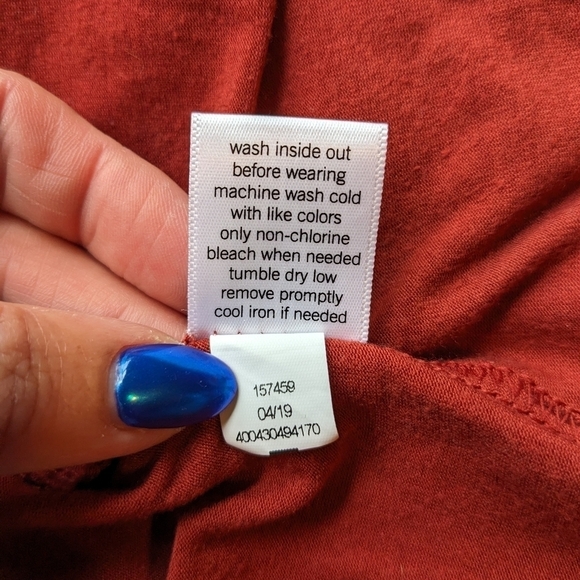 wash inside out
before wearing
machine wash cold
with like colors
only non-chlorine
bleach when needed
tumble dry low
remove promptly
cool iron if needed
157459
04/19
400430494170